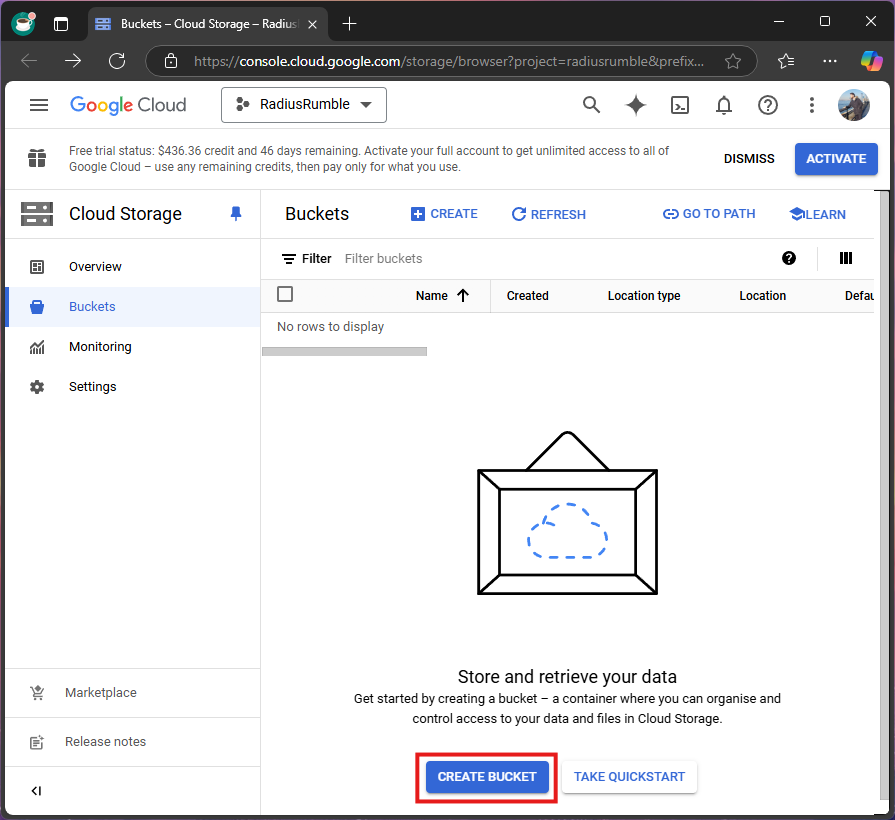 Buckets – Cloud Storage – Radius
https://console.cloud.google.com/storage/browser?project=radiusrumble&prefix...
Google Cloud
RadiusRumble
Free trial status: $436.36 credit and 46 days remaining. Activate your full account to get unlimited access to all of
Google Cloud – use any remaining credits, then pay only for what you use.
DISMISS
ACTIVATE
Cloud Storage
Overview
Buckets
Monitoring
Settings
Marketplace
Release notes
Buckets
CREATE
REFRESH
GO TO PATH
LEARN
Filter
Filter buckets
Name
Created
Location type
Location
Defau
No rows to display
Store and retrieve your data
Get started by creating a bucket – a container where you can organise and
control access to your data and files in Cloud Storage.
CREATE BUCKET
TAKE QUICKSTART